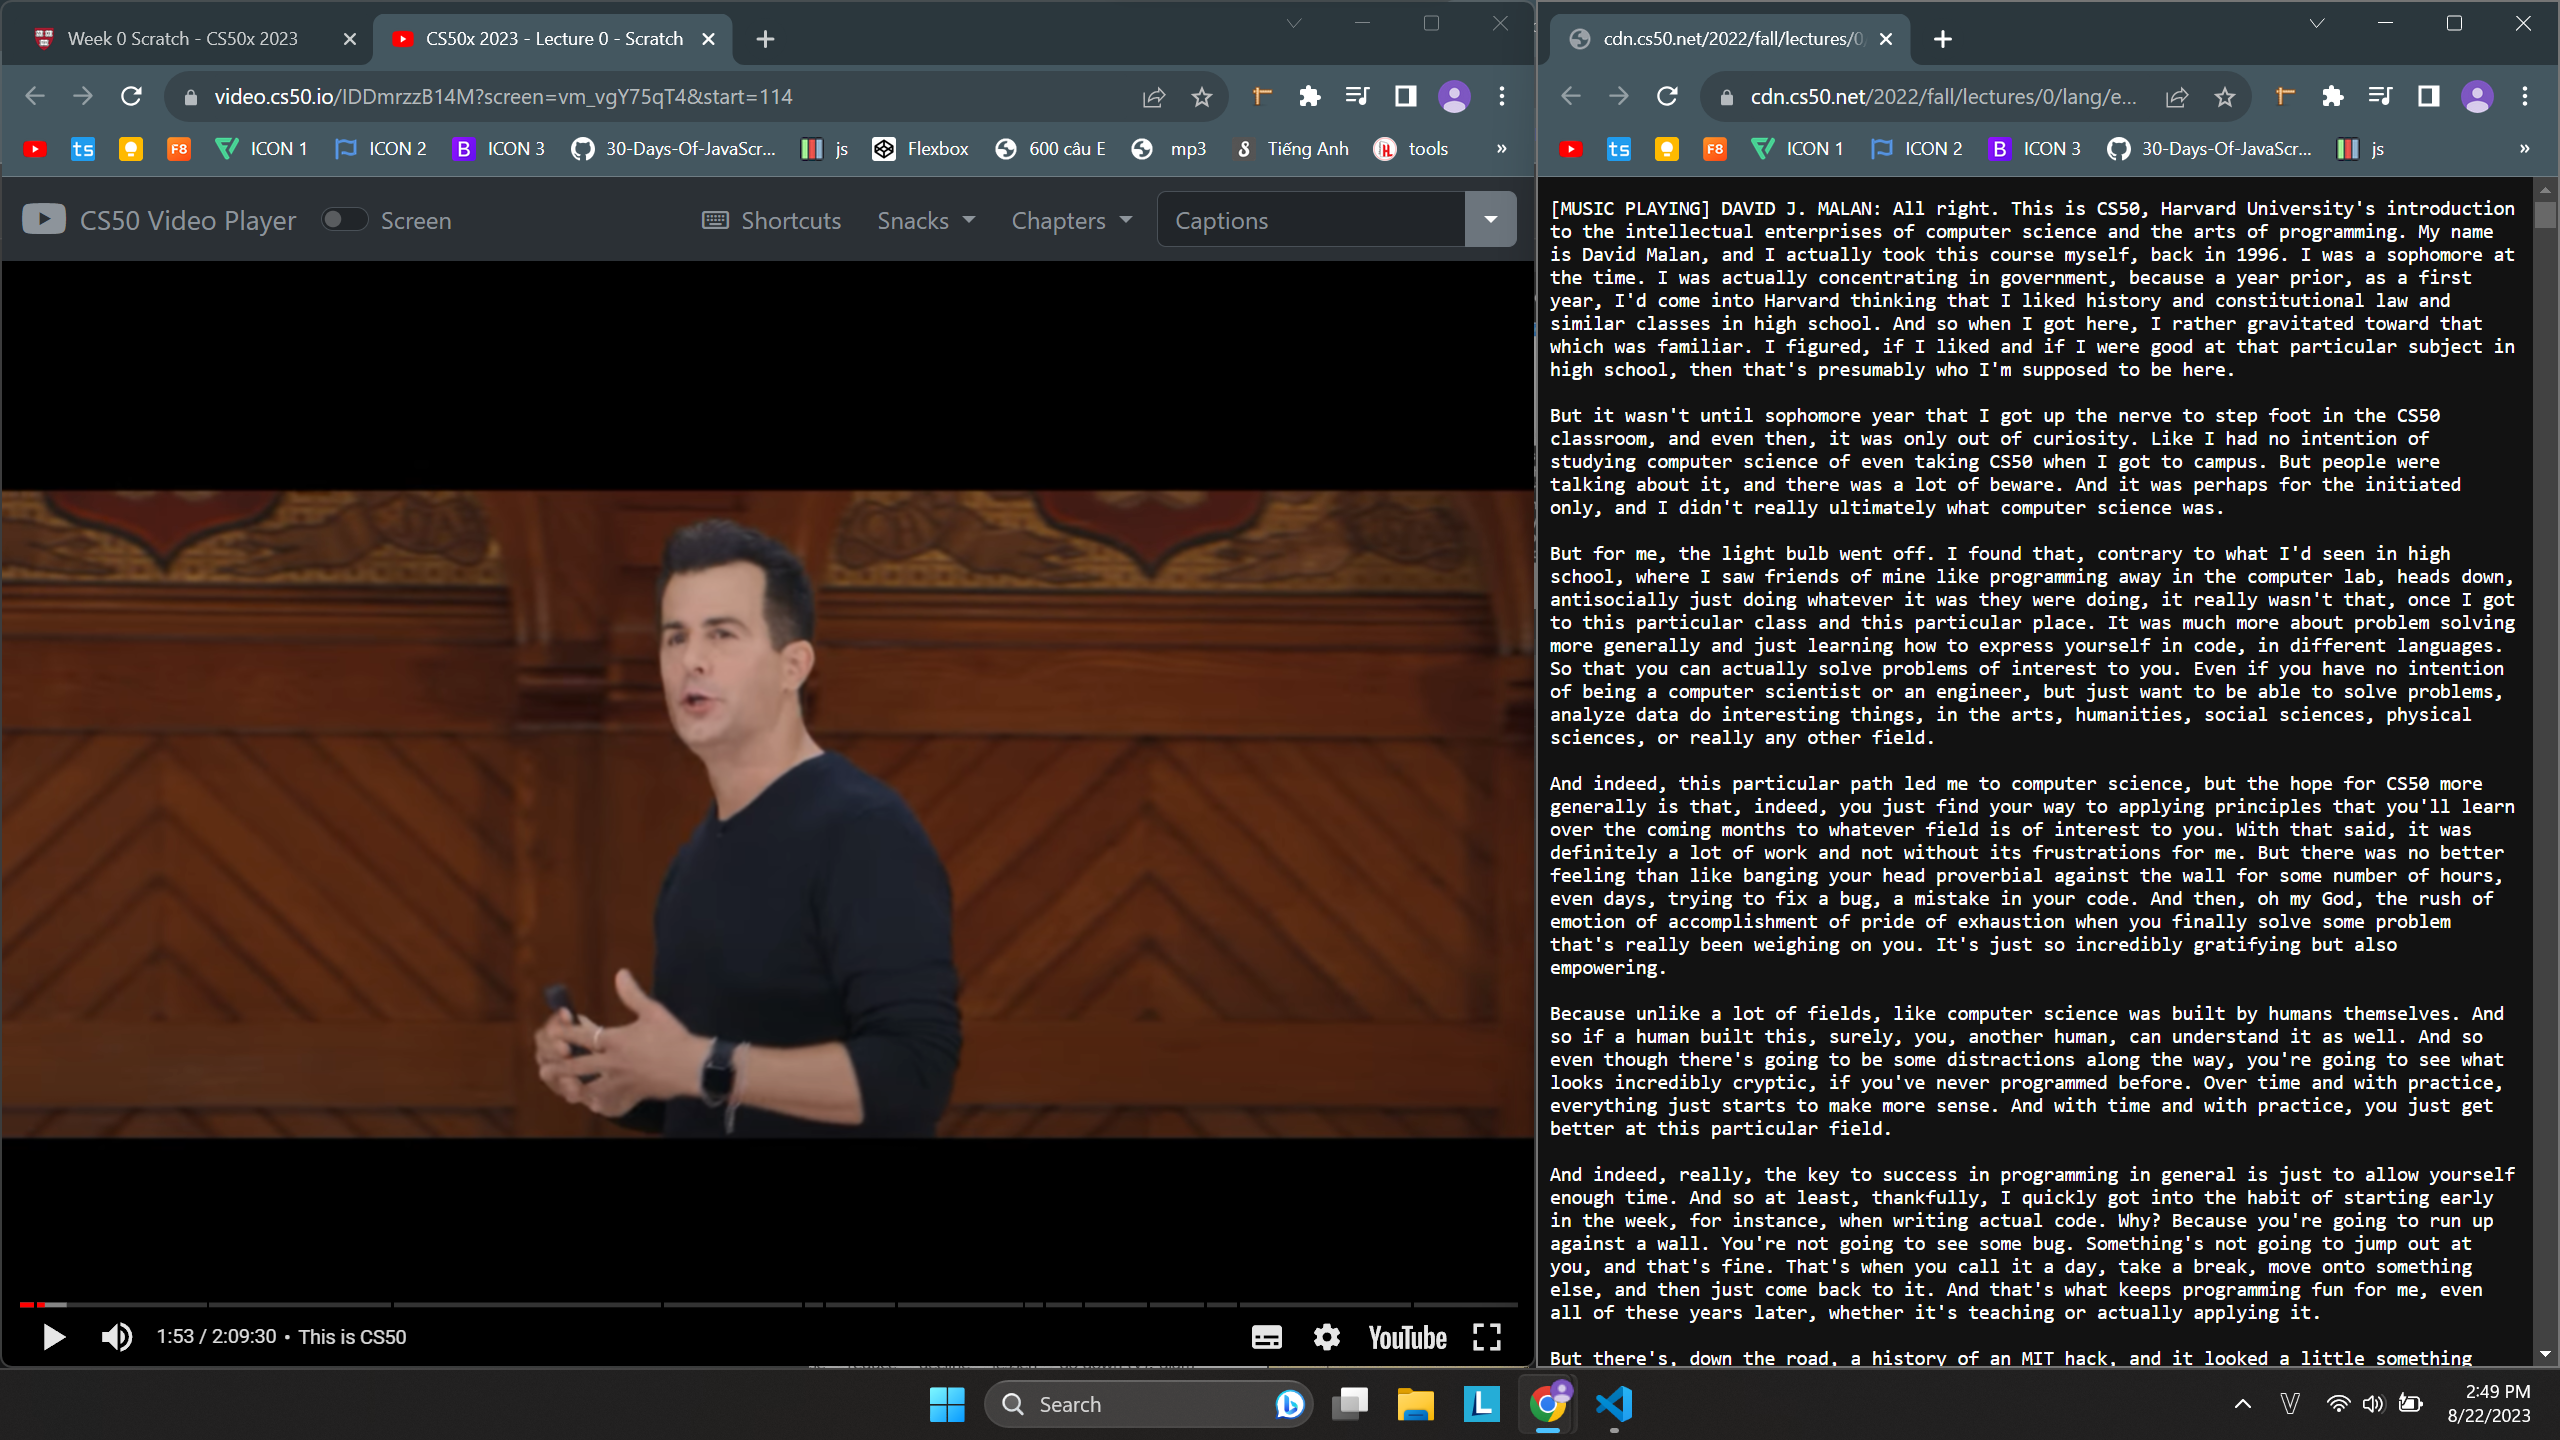 Week 0 Scratch - CS50x 2023
CS50x 2023 - Lecture 0 - Scratch
video.cs50.io/IDDmrzzB14M?screen=vm_vgY75qT4&start=114
ts
F8
ICON 1
ICON 2
B
ICON 3
30-Days-Of-JavaScr...
js
Flexbox
600 câu E
mp3
Tiếng Anh
tools
»
CS50 Video Player
Screen
Shortcuts
Snacks
Chapters
Captions
1:53 / 2:09:30 • This is CS50
YouTube
cdn.cs50.net/2022/fall/lectures/0/
cdn.cs50.net/2022/fall/lectures/0/lang/e...
ts
F8
ICON 1
ICON 2
B
ICON 3
30-Days-Of-JavaScr...
js
»
[MUSIC PLAYING] DAVID J. MALAN: All right. This is CS50, Harvard University's introduction
to the intellectual enterprises of computer science and the arts of programming. My name
is David Malan, and I actually took this course myself, back in 1996. I was a sophomore at
the time. I was actually concentrating in government, because a year prior, as a first
year, I'd come into Harvard thinking that I liked history and constitutional law and
similar classes in high school. And so when I got here, I rather gravitated toward that
which was familiar. I figured, if I liked and if I were good at that particular subject in
high school, then that's presumably who I'm supposed to be here.
But it wasn't until sophomore year that I got up the nerve to step foot in the CS50
classroom, and even then, it was only out of curiosity. Like I had no intention of
studying computer science of even taking CS50 when I got to campus. But people were
talking about it, and there was a lot of beware. And it was perhaps for the initiated
only, and I didn't really ultimately what computer science was.
But for me, the light bulb went off. I found that, contrary to what I'd seen in high
school, where I saw friends of mine like programming away in the computer lab, heads down,
antisocially just doing whatever it was they were doing, it really wasn't that, once I got
to this particular class and this particular place. It was much more about problem solving
more generally and just learning how to express yourself in code, in different languages.
So that you can actually solve problems of interest to you. Even if you have no intention
of being a computer scientist or an engineer, but just want to be able to solve problems,
analyze data do interesting things, in the arts, humanities, social sciences, physical
sciences, or really any other field.
And indeed, this particular path led me to computer science, but the hope for CS50 more
generally is that, indeed, you just find your way to applying principles that you'll learn
over the coming months to whatever field is of interest to you. With that said, it was
definitely a lot of work and not without its frustrations for me. But there was no better
feeling than like banging your head proverbial against the wall for some number of hours,
even days, trying to fix a bug, a mistake in your code. And then, oh my God, the rush of
emotion of accomplishment of pride of exhaustion when you finally solve some problem
that's really been weighing on you. It's just so incredibly gratifying but also
empowering.
Because unlike a lot of fields, like computer science was built by humans themselves. And
so if a human built this, surely, you, another human, can understand it as well. And so
even though there's going to be some distractions along the way, you're going to see what
looks incredibly cryptic, if you've never programmed before. Over time and with practice,
everything just starts to make more sense. And with time and with practice, you just get
better at this particular field.
And indeed, really, the key to success in programming in general is just to allow yourself
enough time. And so at least, thankfully, I quickly got into the habit of starting early
in the week, for instance, when writing actual code. Why? Because you're going to run up
against a wall. You're not going to see some bug. Something's not going to jump out at
you, and that's fine. That's when you call it a day, take a break, move onto something
else, and then just come back to it. And that's what keeps programming fun for me, even
all of these years later, whether it's teaching or actually applying it.
But there's, down the road, a history of an MIT hack, and it looked a little something
Search
L
V
2:49 PM
8/22/2023